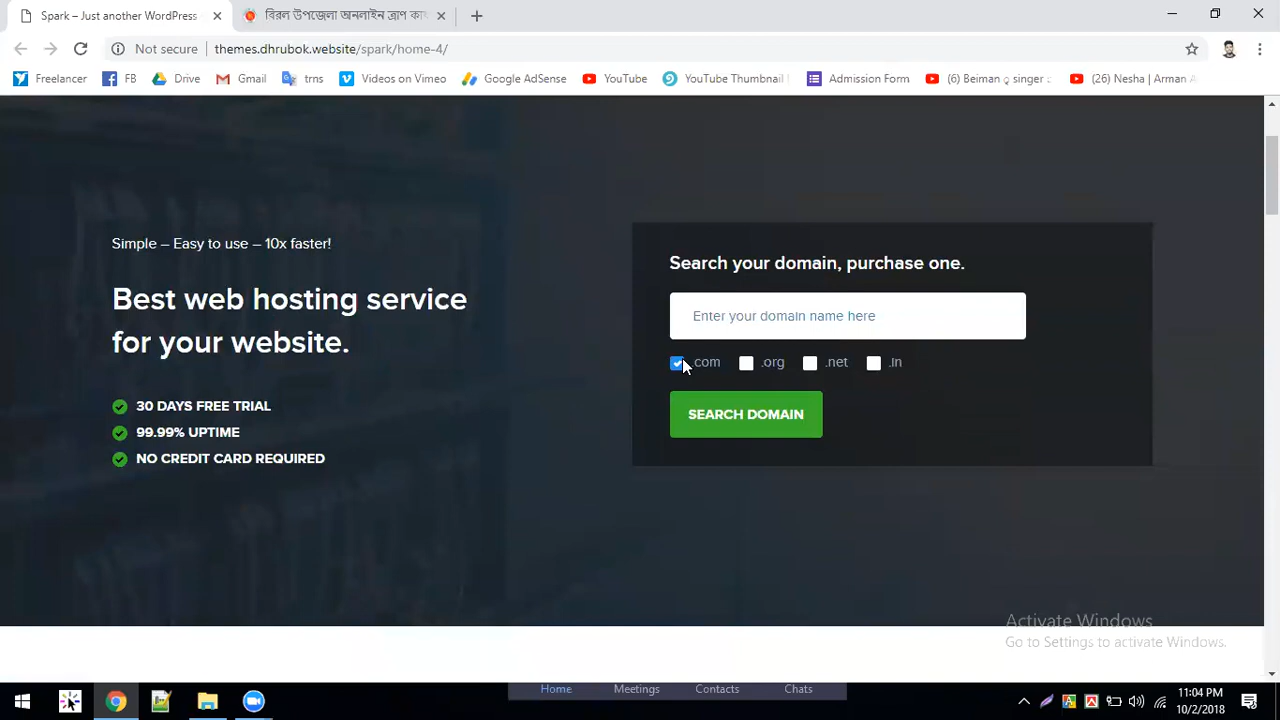 Spark – Just another WordPress
বিরল উপজেলা অনলাইন ত্রাণ কায
Not secure
themes.dhrubok.website/spark/home-4/
Freelancer
FB
Drive
Gmail
trns
Videos on Vimeo
Google AdSense
YouTube
YouTube Thumbnail
Admission Form
(6) Beiman q singer
(26) Nesha | Arman A
Simple – Easy to use – 10x faster!
Best web hosting service
for your website.
30 DAYS FREE TRIAL
99.99% UPTIME
NO CREDIT CARD REQUIRED
Search your domain, purchase one.
Enter your domain name here
.com .org .net .In
SEARCH DOMAIN
Activate Windows
Go to Settings to activate Windows.
Home Meetings Contacts Chats
11:04 PM
10/2/2018